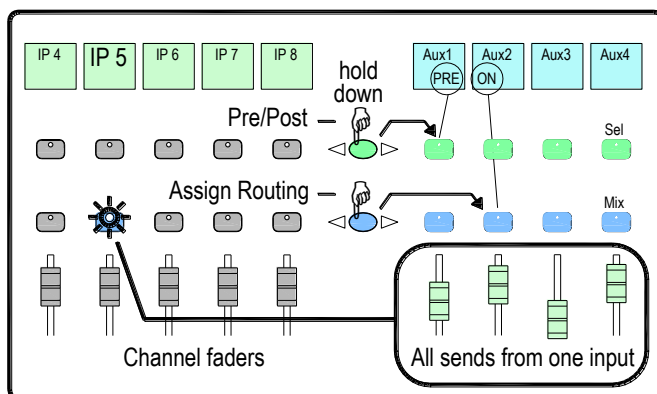 IP 4 IP 5 IP 6 IP 7 IP 8 Aux1 Aux2 Aux3 Aux4
PRE ON
hold
down
Pre/Post
Sel
Assign Routing
Mix
Channel faders All sends from one input